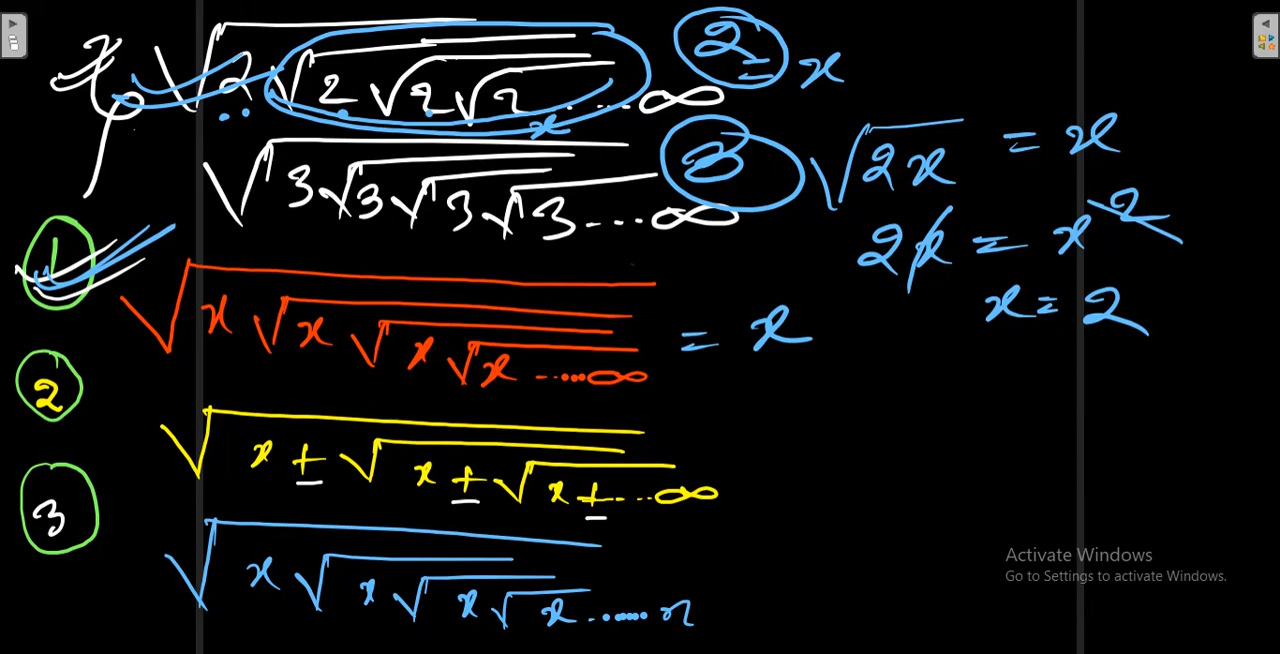 √2√2√2√2.....∞ 2 = x
√3√3√3√3....∞ 3
√2x = x
2x = x²
x = 2
1 √x√x√x√x.....∞ = x
2 √x ± √x ± √x ± ....∞
3 √x√x√x√x.......n
Activate Windows
Go to Settings to activate Windows.